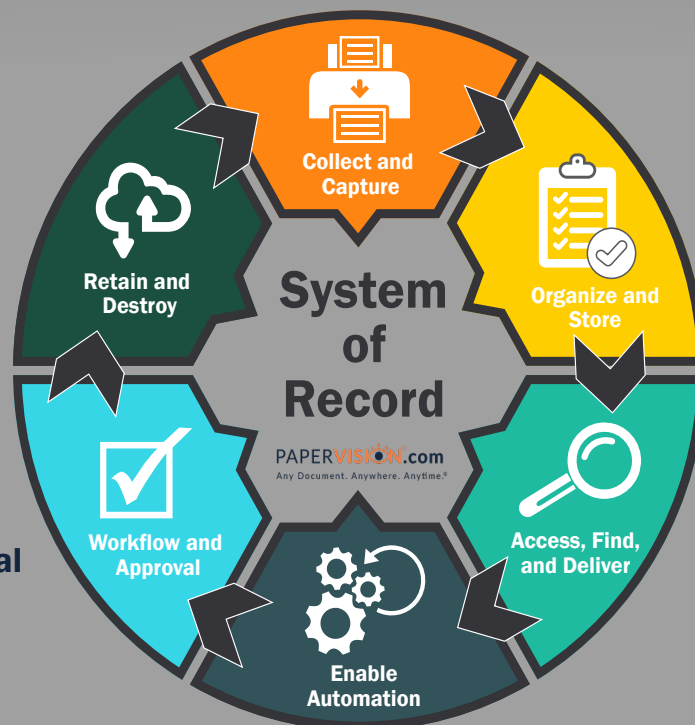 Collect and
Capture
Organize and
Store
Access, Find,
and Deliver
Enable
Automation
Workflow and
Approval
Retain and
Destroy
System
of
Record
PAPERVISION.com
Any Document. Anywhere. Anytime.®
al